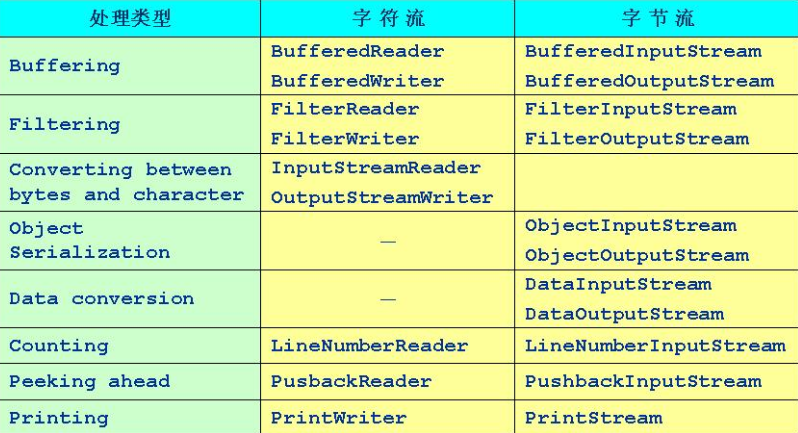 处理类型 字符流 字节流
Buffering BufferedReader BufferedInputStream
BufferedWriter BufferedOutputStream
Filtering FilterReader FilterInputStream
FilterWriter FilterOutputStream
Converting between InputStreamReader
bytes and character OutputStreamWriter
Object — ObjectInputStream
Serialization ObjectOutputStream
Data conversion — DataInputStream
DataOutputStream
Counting LineNumberReader LineNumberInputStream
Peeking ahead PusbackReader PushbackInputStream
Printing PrintWriter PrintStream